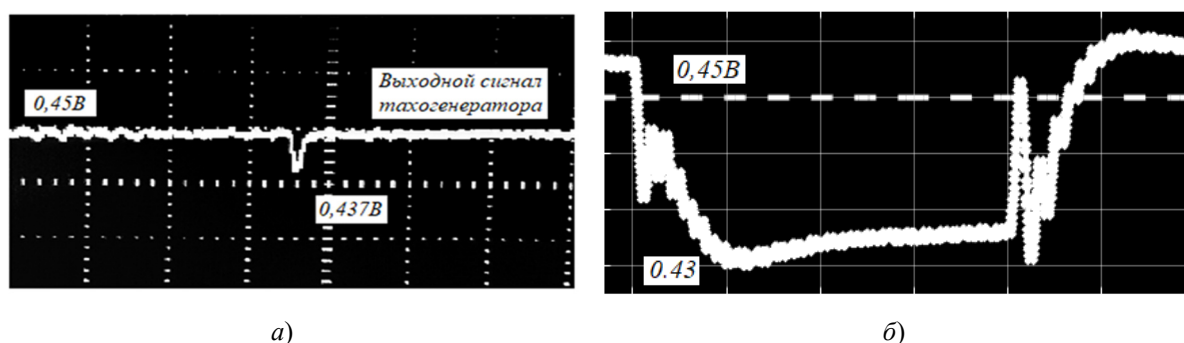 0,45В
Выходной сигнал
тахогенератора
0,437В
0,45В
0.43
а)
б)